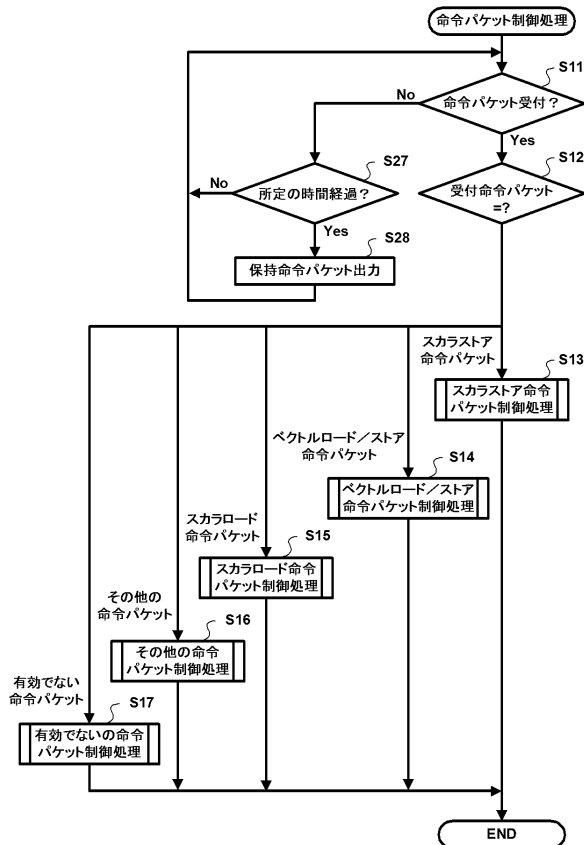 命令パケット制御処理
S11
命令パケット受付？
No
Yes
S12
受付命令パケット
=?
S27
所定の時間経過？
No
Yes
S28
保持命令パケット出力
スカラストア
命令パケット
S13
スカラストア命令
パケット制御処理
ベクトルロード／ストア
命令パケット
S14
ベクトルロード／ストア
命令パケット制御処理
スカラロード
命令パケット
S15
スカラロード命令
パケット制御処理
その他の
命令パケット
S16
その他の命令
パケット制御処理
有効でない
命令パケット
S17
有効でないの命令
パケット制御処理
END